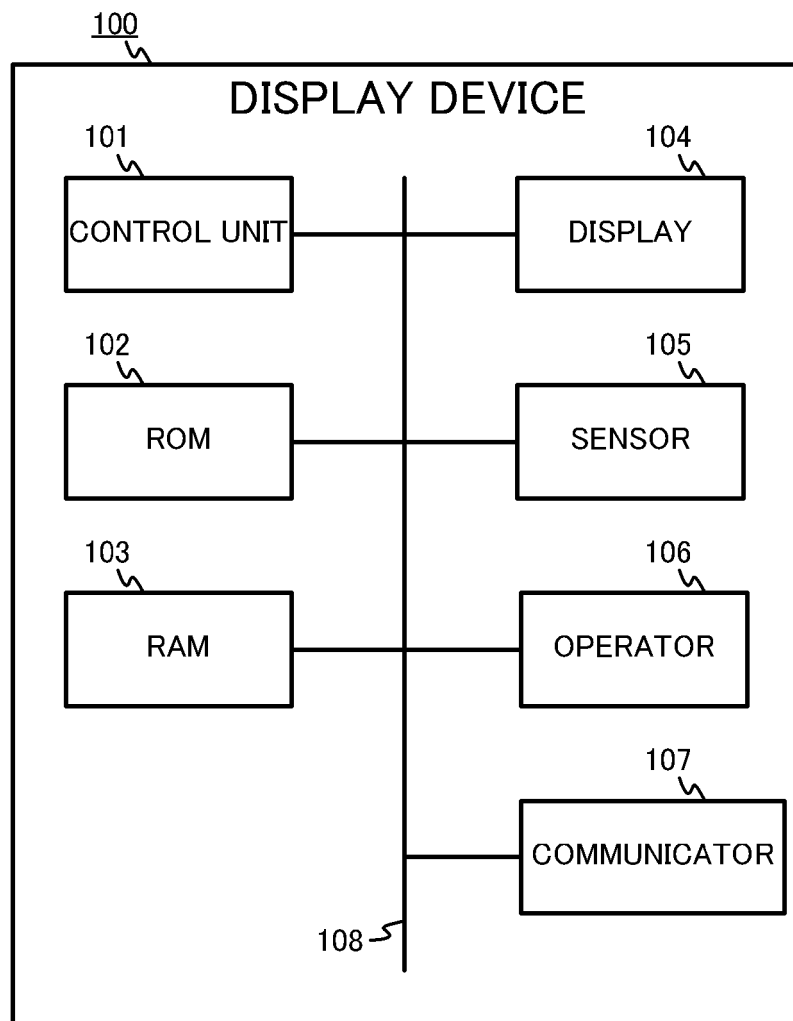 100
DISPLAY DEVICE
101
CONTROL UNIT
104
DISPLAY
102
ROM
105
SENSOR
103
RAM
106
OPERATOR
107
COMMUNICATOR
108